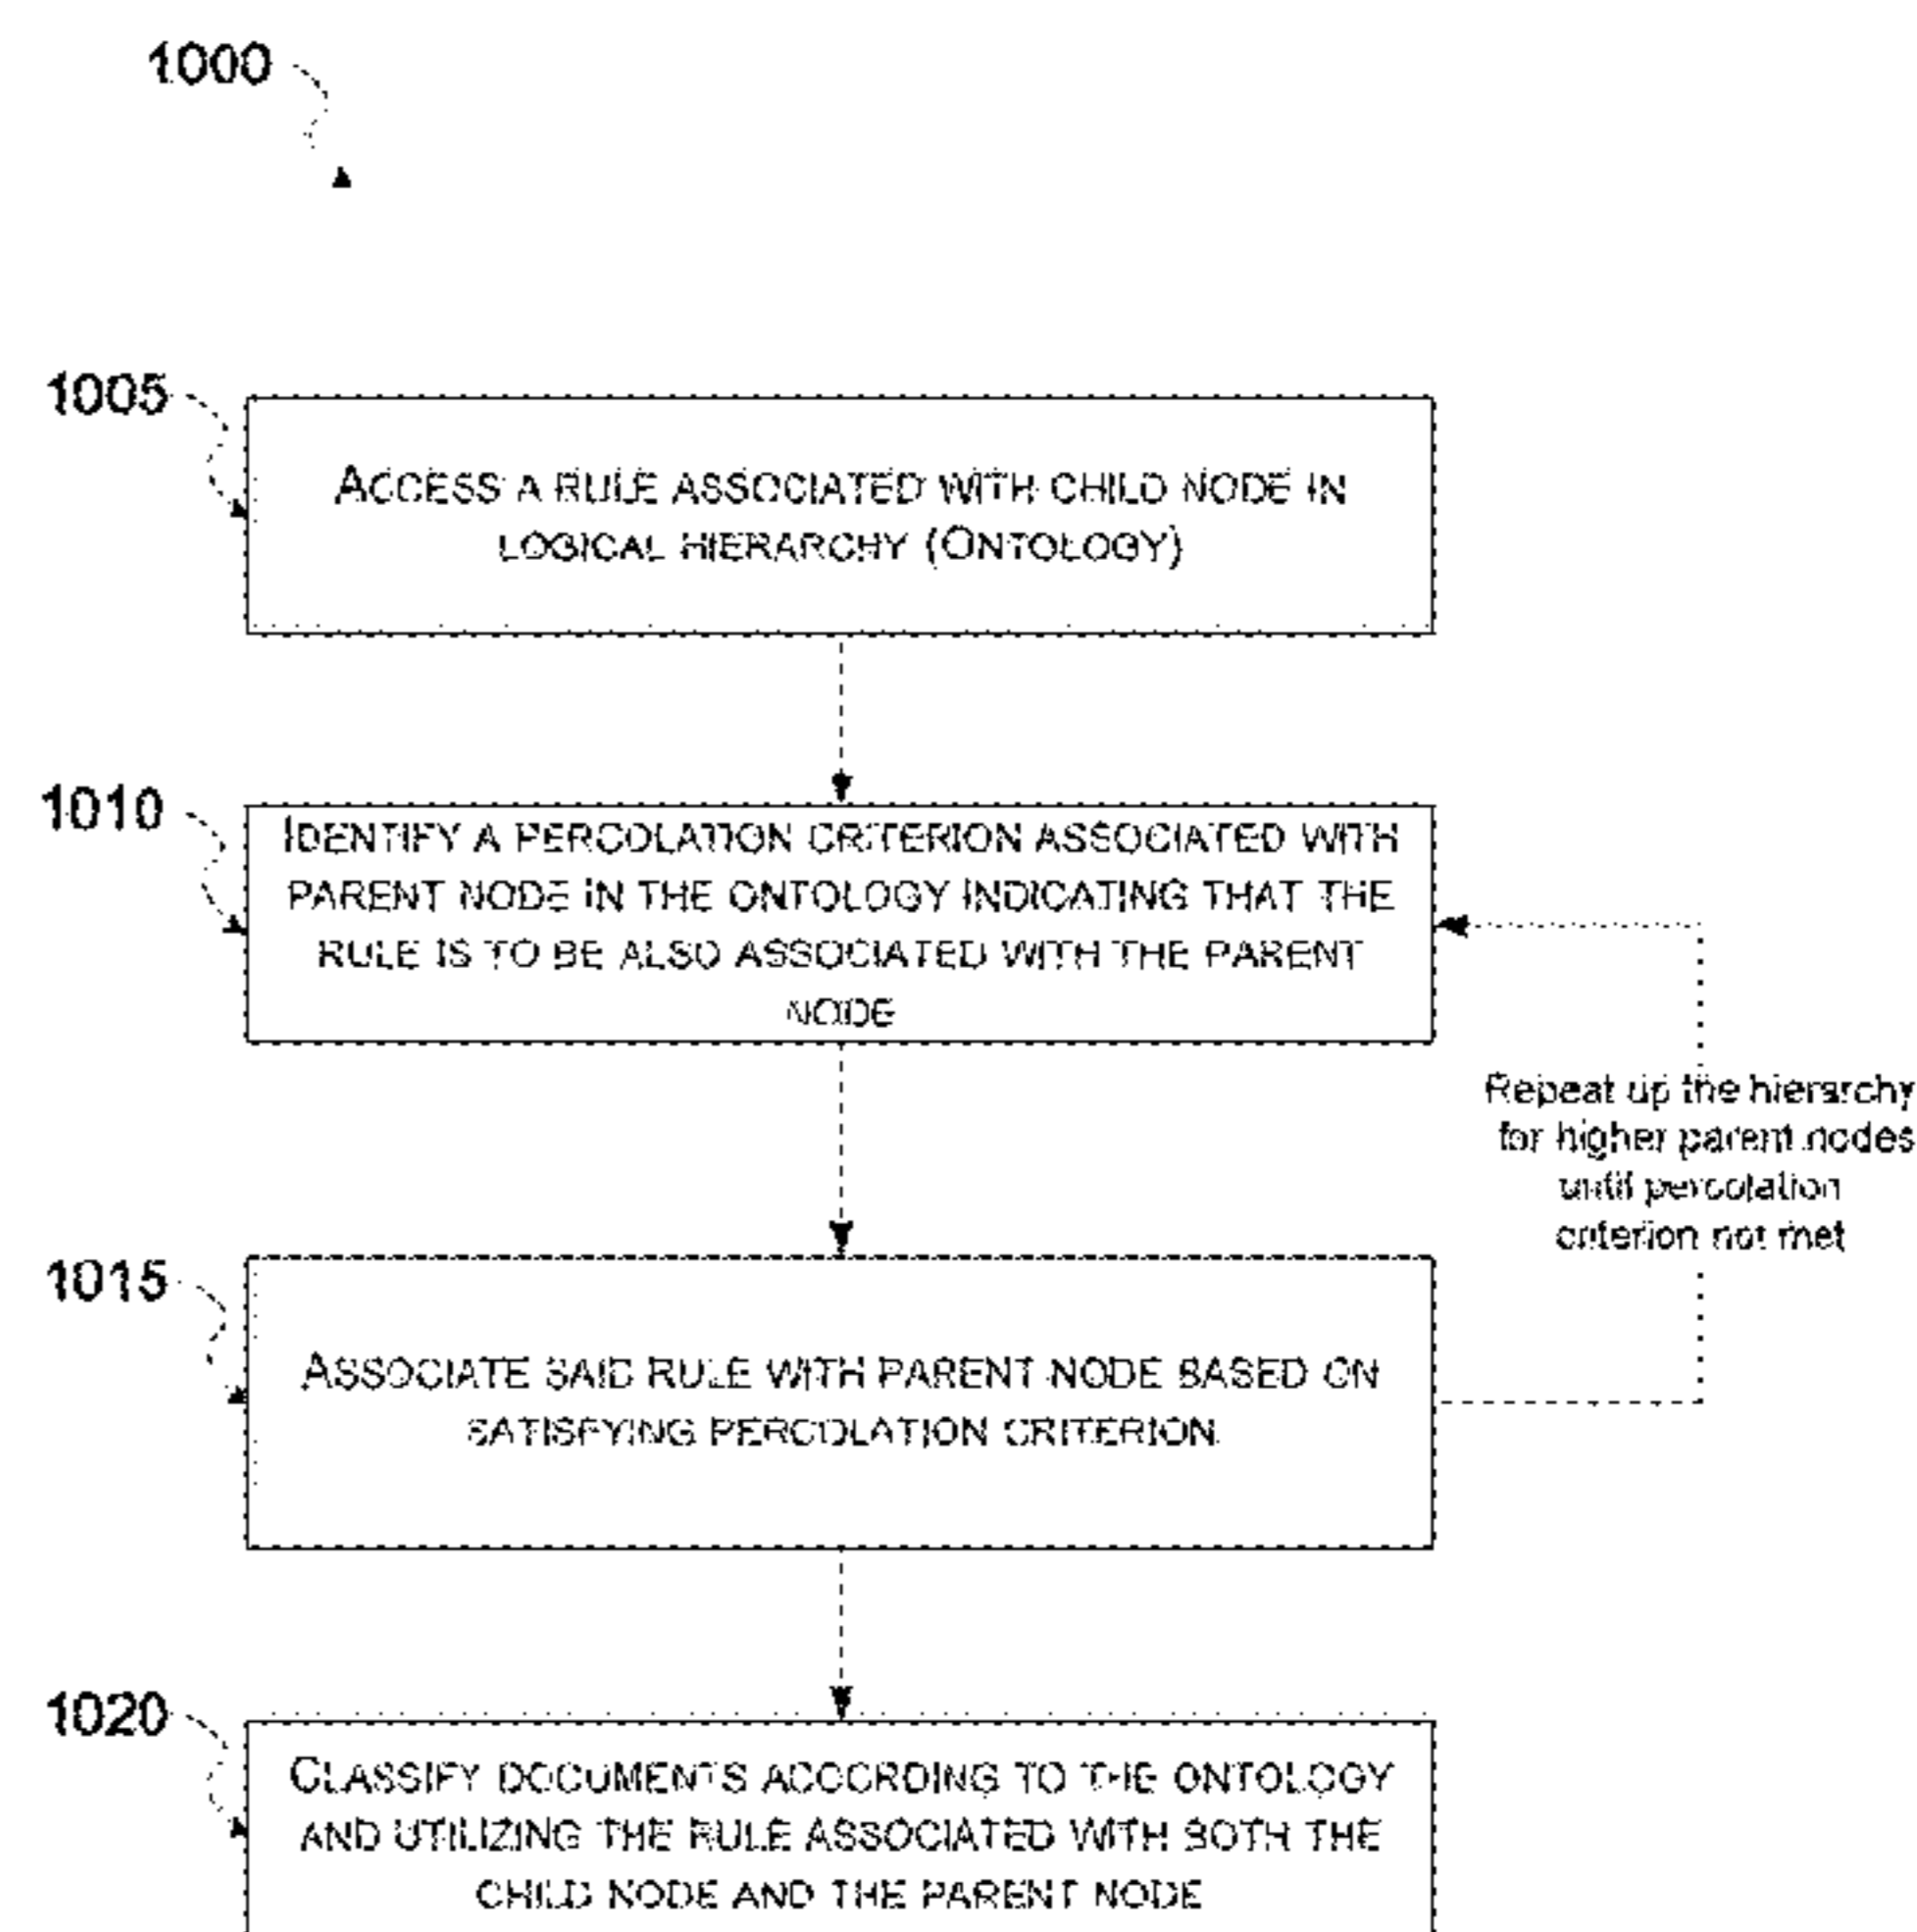 1000
1005
ACCESS A RULE ASSOCIATED WITH CHILD NODE IN
LOGICAL HIERARCHY (ONTOLOGY)
1010
IDENTIFY A PERCOLATION CRITERION ASSOCIATED WITH
PARENT NODE IN THE ONTOLOGY INDICATING THAT THE
RULE IS TO BE ALSO ASSOCIATED WITH THE PARENT
NODE
Repeat up the hierarchy
for higher parent nodes
until percolation
criterion not met
1015
ASSOCIATE SAID RULE WITH PARENT NODE BASED ON
SATISFYING PERCOLATION CRITERION
1020
CLASSIFY DOCUMENTS ACCORDING TO THE ONTOLOGY
AND UTILIZING THE RULE ASSOCIATED WITH BOTH THE
CHILD NODE AND THE PARENT NODE